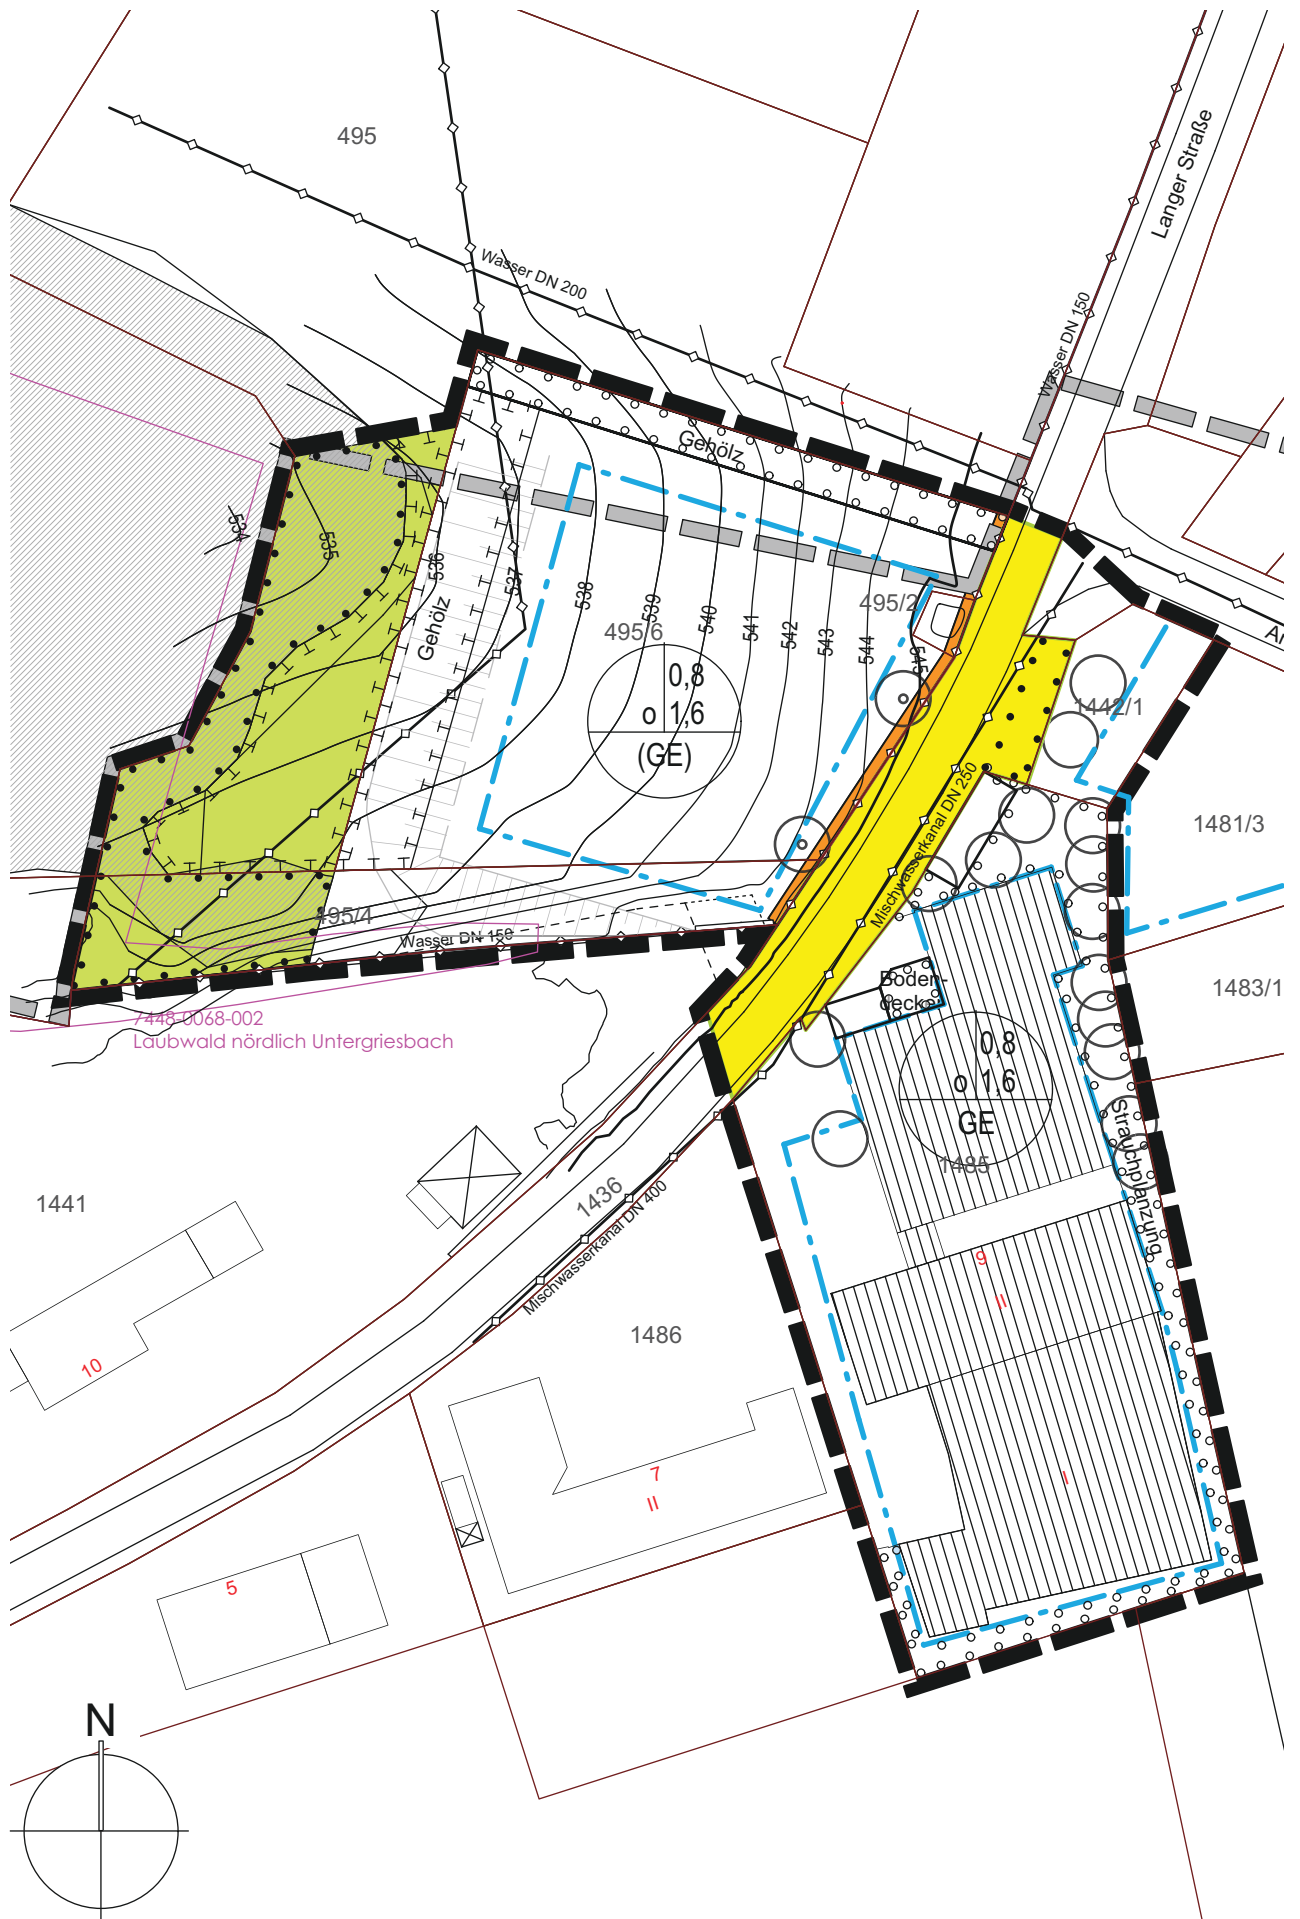 495
Langer Straße
Wasser DN 200
Wasser DN 150
Gehölz
534
535
536
537
538
539
540
541
542
543
544
545
Gehölz
495/2
495/6
0,8
o 1,6
(GE)
1442/1
1481/3
Mischwasserkanal DN 250
495/4
Wasser DN 150
Boden-
decke
1483/1
7448-0068-002
Laubwald nördlich Untergriesbach
0,8
o 1,6
GE
1485
Strauchpflanzung
1441
1436
Mischwasserkanal DN 400
9
II
1486
10
7
II
I
5
N